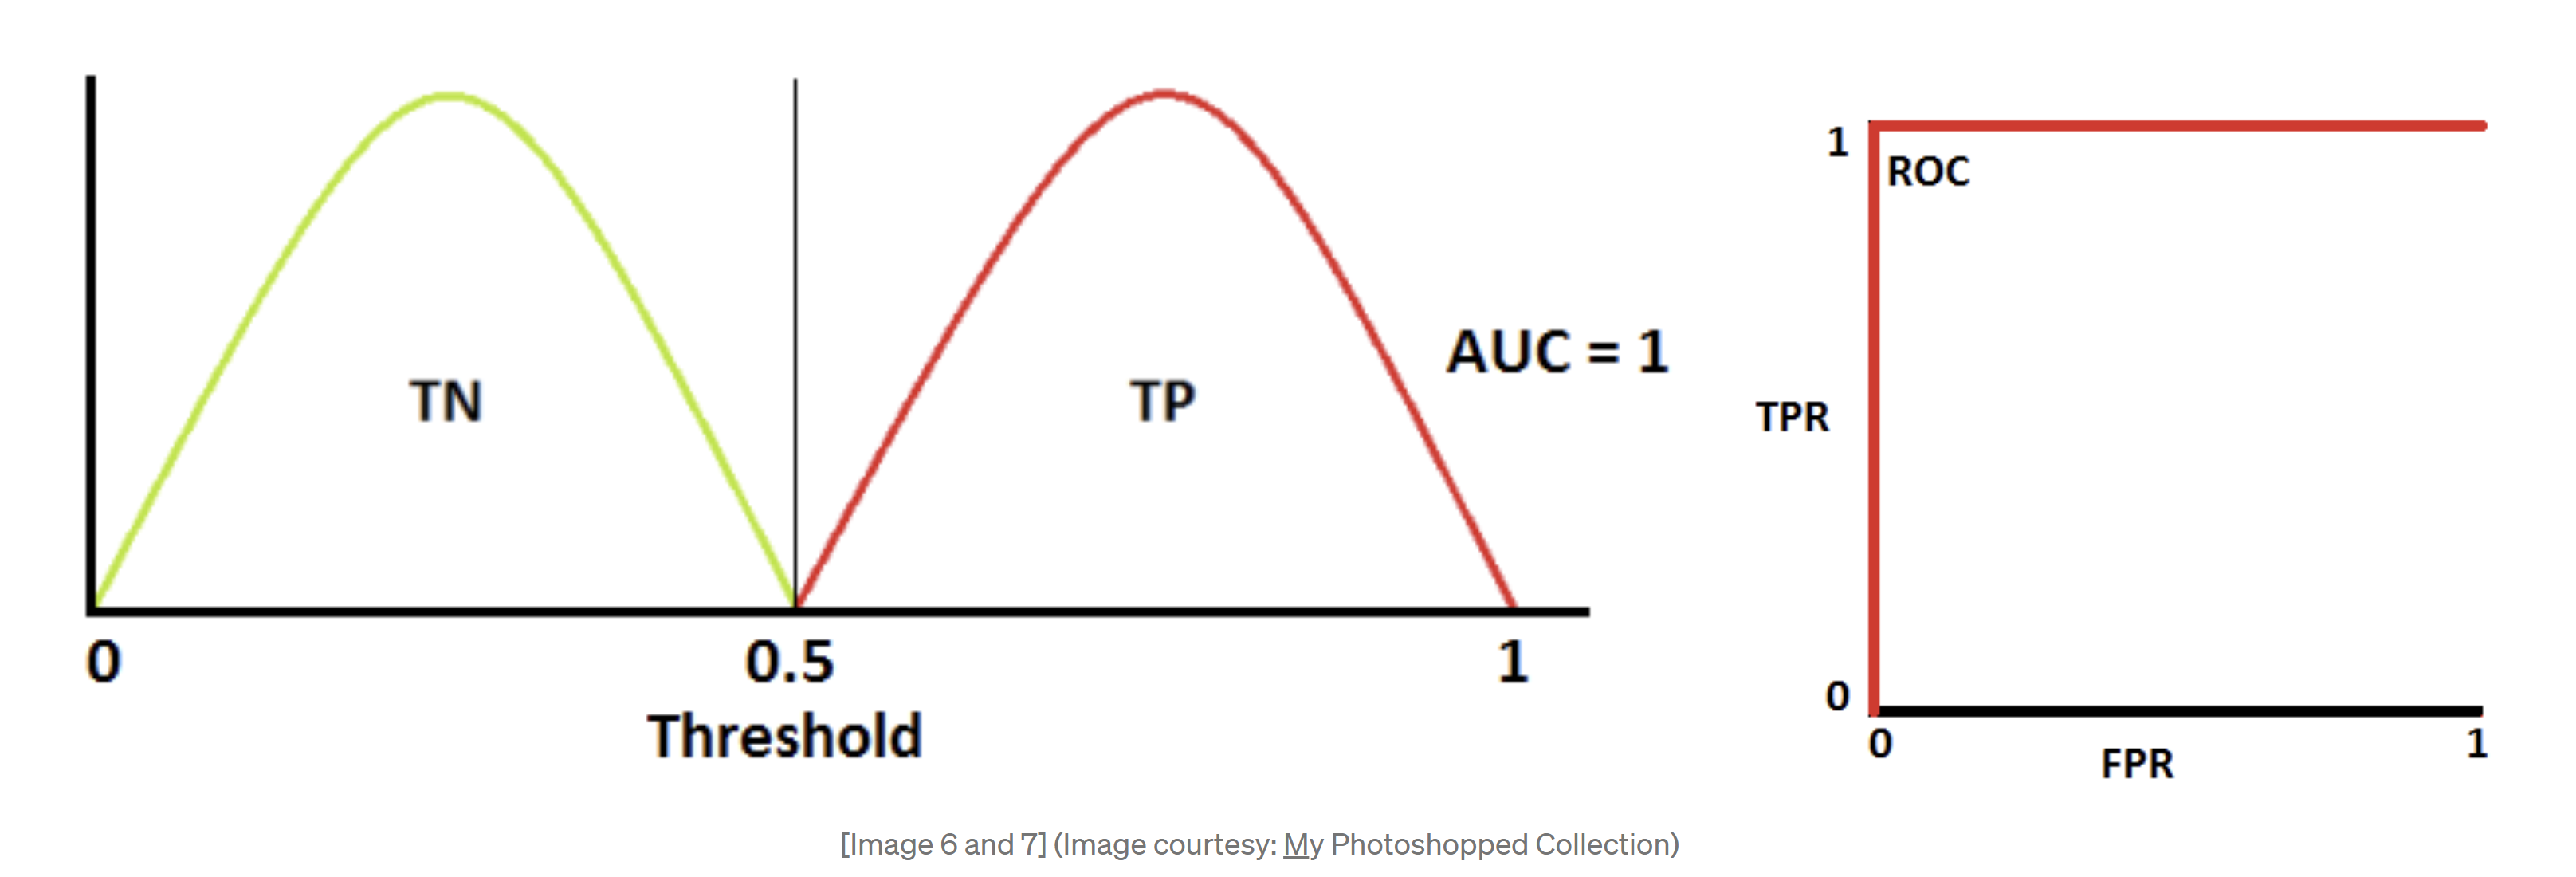 TN
TP
AUC = 1
0
0.5
1
Threshold
1
ROC
TPR
0
0
1
FPR
[Image 6 and 7] (Image courtesy: My Photoshopped Collection)